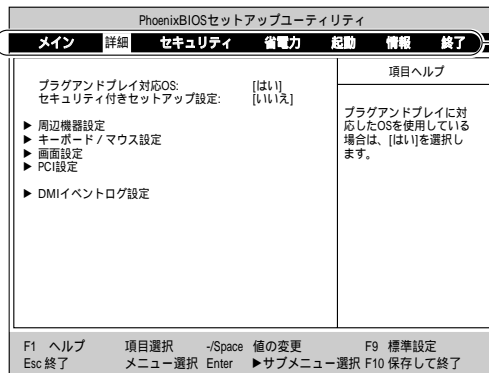 PhoenixBIOSセットアップユーティリティ
メイン 詳細 セキュリティ 省電力 起動 情報 終了
項目ヘルプ
プラグアンドプレイ対応OS: [はい]
セキュリティ付きセットアップ設定: [いいえ]
▶ 周辺機器設定
▶ キーボード／マウス設定
▶ 画面設定
▶ PCI設定
▶ DMIイベントログ設定
プラグアンドプレイに対
応したOSを使用している
場合は、[はい]を選択し
ます。
F1 ヘルプ 項目選択 -/Space 値の変更 F9 標準設定
Esc 終了 メニュー選択 Enter ▶サブメニュー選択 F10 保存して終了